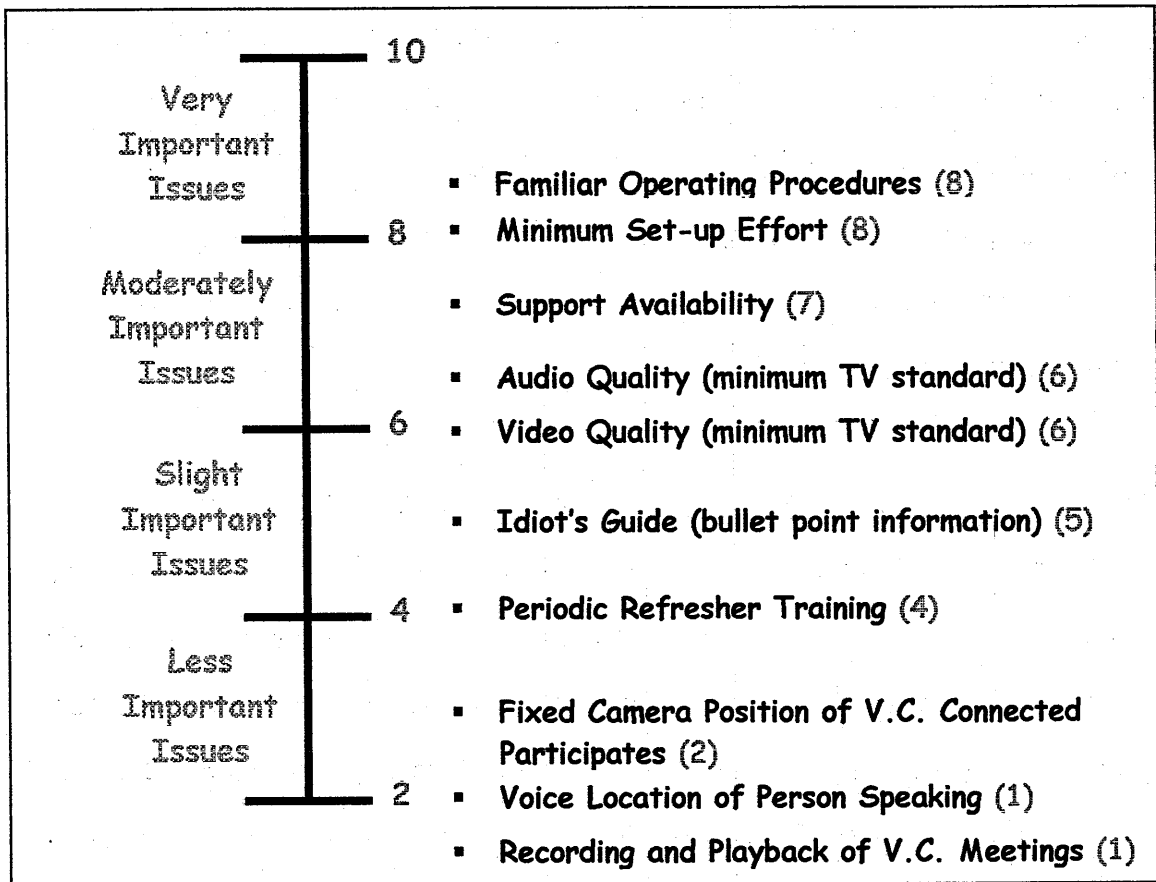 10
Very
Important
Issues
▪ Familiar Operating Procedures (8)
8 ▪ Minimum Set-up Effort (8)
Moderately
Important
Issues
▪ Support Availability (7)
▪ Audio Quality (minimum TV standard) (6)
6 ▪ Video Quality (minimum TV standard) (6)
Slight
Important
Issues
▪ Idiot's Guide (bullet point information) (5)
4 ▪ Periodic Refresher Training (4)
Less
Important
Issues
▪ Fixed Camera Position of V.C. Connected
Participates (2)
2 ▪ Voice Location of Person Speaking (1)
▪ Recording and Playback of V.C. Meetings (1)